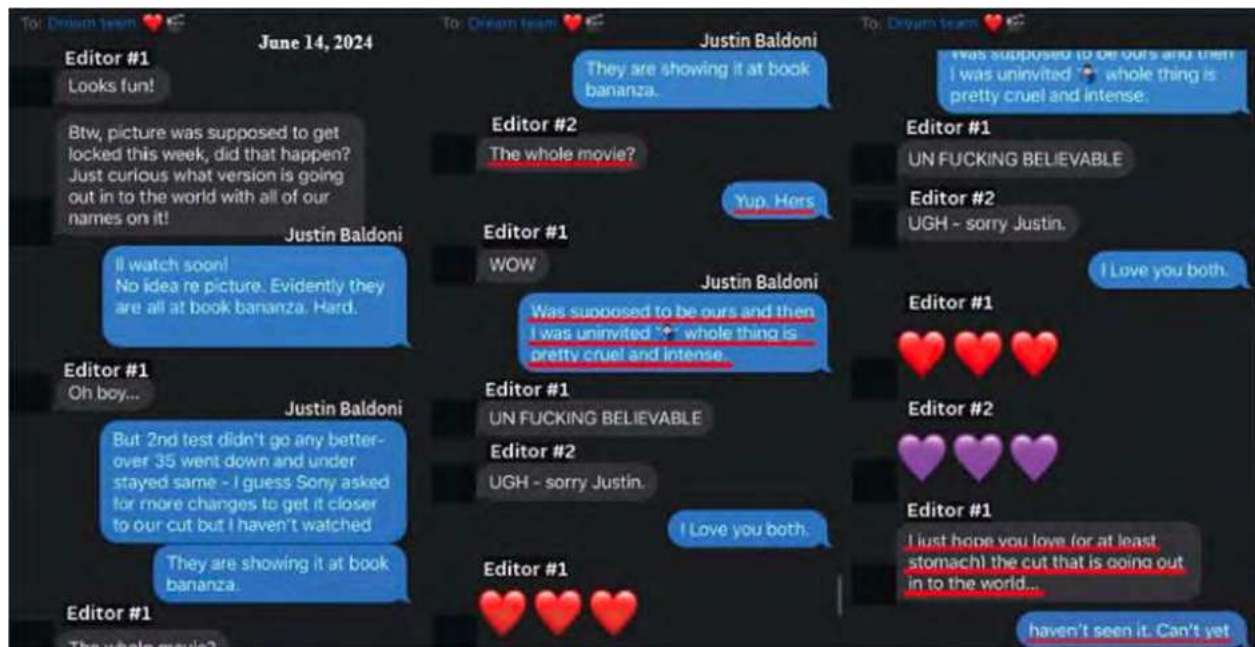 To: Dream team ❤️🎬
June 14, 2024
Editor #1
Looks fun!
Btw, picture was supposed to get
locked this week, did that happen?
Just curious what version is going
out in to the world with all of our
names on it!
Justin Baldoni
Il watch soon!
No idea re picture. Evidently they
are all at book bananza. Hard.
Editor #1
Oh boy...
Justin Baldoni
But 2nd test didn't go any better-
over 35 went down and under
stayed same - I guess Sony asked
for more changes to get it closer
to our cut but I haven't watched
They are showing it at book
bananza.
Editor #1
The whole movie?
To: Dream team ❤️🎬
Justin Baldoni
They are showing it at book
bananza.
Editor #2
The whole movie?
Yup. Hers
Editor #1
WOW
Justin Baldoni
Was supposed to be ours and then
I was uninvited 🤷🏻‍♂️ whole thing is
pretty cruel and intense.
Editor #1
UN FUCKING BELIEVABLE
Editor #2
UGH - sorry Justin.
I Love you both.
Editor #1
❤️❤️❤️
To: Dream team ❤️🎬
Was supposed to be ours and then
I was uninvited 🤷🏻‍♂️ whole thing is
pretty cruel and intense.
Editor #1
UN FUCKING BELIEVABLE
Editor #2
UGH - sorry Justin.
I Love you both.
Editor #1
❤️❤️❤️
Editor #2
💜💜💜
Editor #1
I just hope you love (or at least
stomach) the cut that is going out
in to the world...
haven't seen it. Can't yet